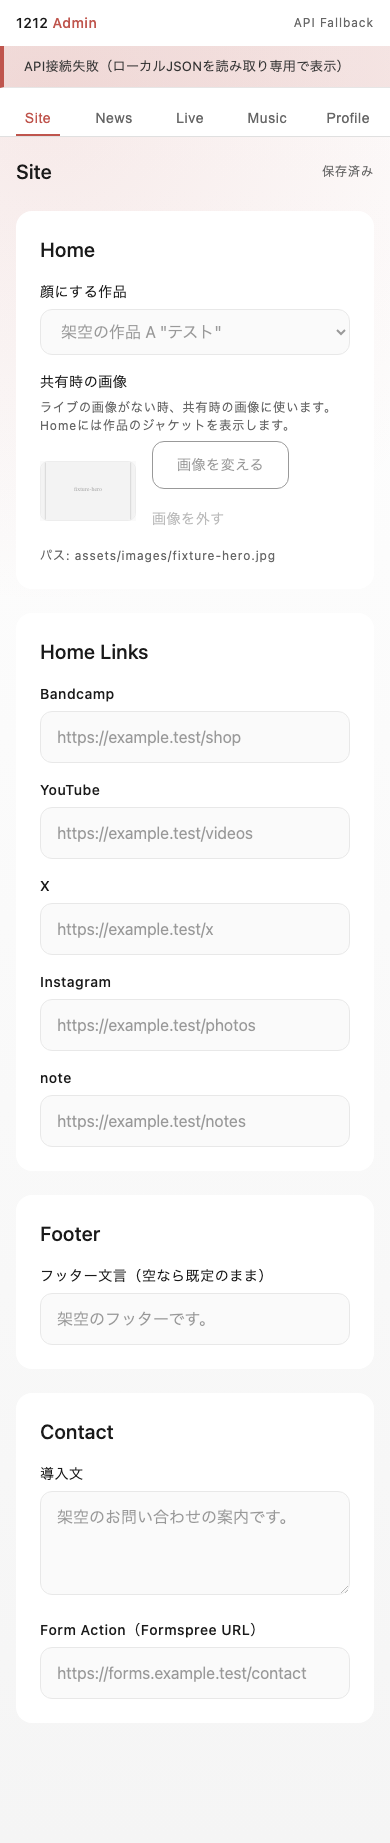 1212 Admin
API Fallback
API接続失敗（ローカルJSONを読み取り専用で表示）
Site News Live Music Profile
Site
保存済み
Home
顔にする作品
架空の作品 A "テスト"
共有時の画像
ライブの画像がない時、共有時の画像に使います。
Homeには作品のジャケットを表示します。
fixture-hero
画像を変える
画像を外す
パス: assets/images/fixture-hero.jpg
Home Links
Bandcamp
https://example.test/shop
YouTube
https://example.test/videos
X
https://example.test/x
Instagram
https://example.test/photos
note
https://example.test/notes
Footer
フッター文言（空なら既定のまま）
架空のフッターです。
Contact
導入文
架空のお問い合わせの案内です。
Form Action（Formspree URL）
https://forms.example.test/contact